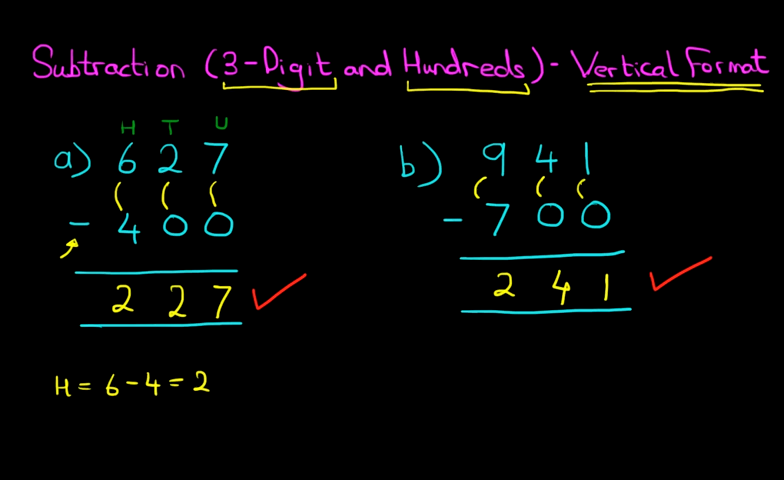 Subtraction (3-Digit and Hundreds) - Vertical Format
H T U
a) 6 2 7
- 4 0 0
2 2 7
H = 6 - 4 = 2
b) 9 4 1
- 7 0 0
2 4 1